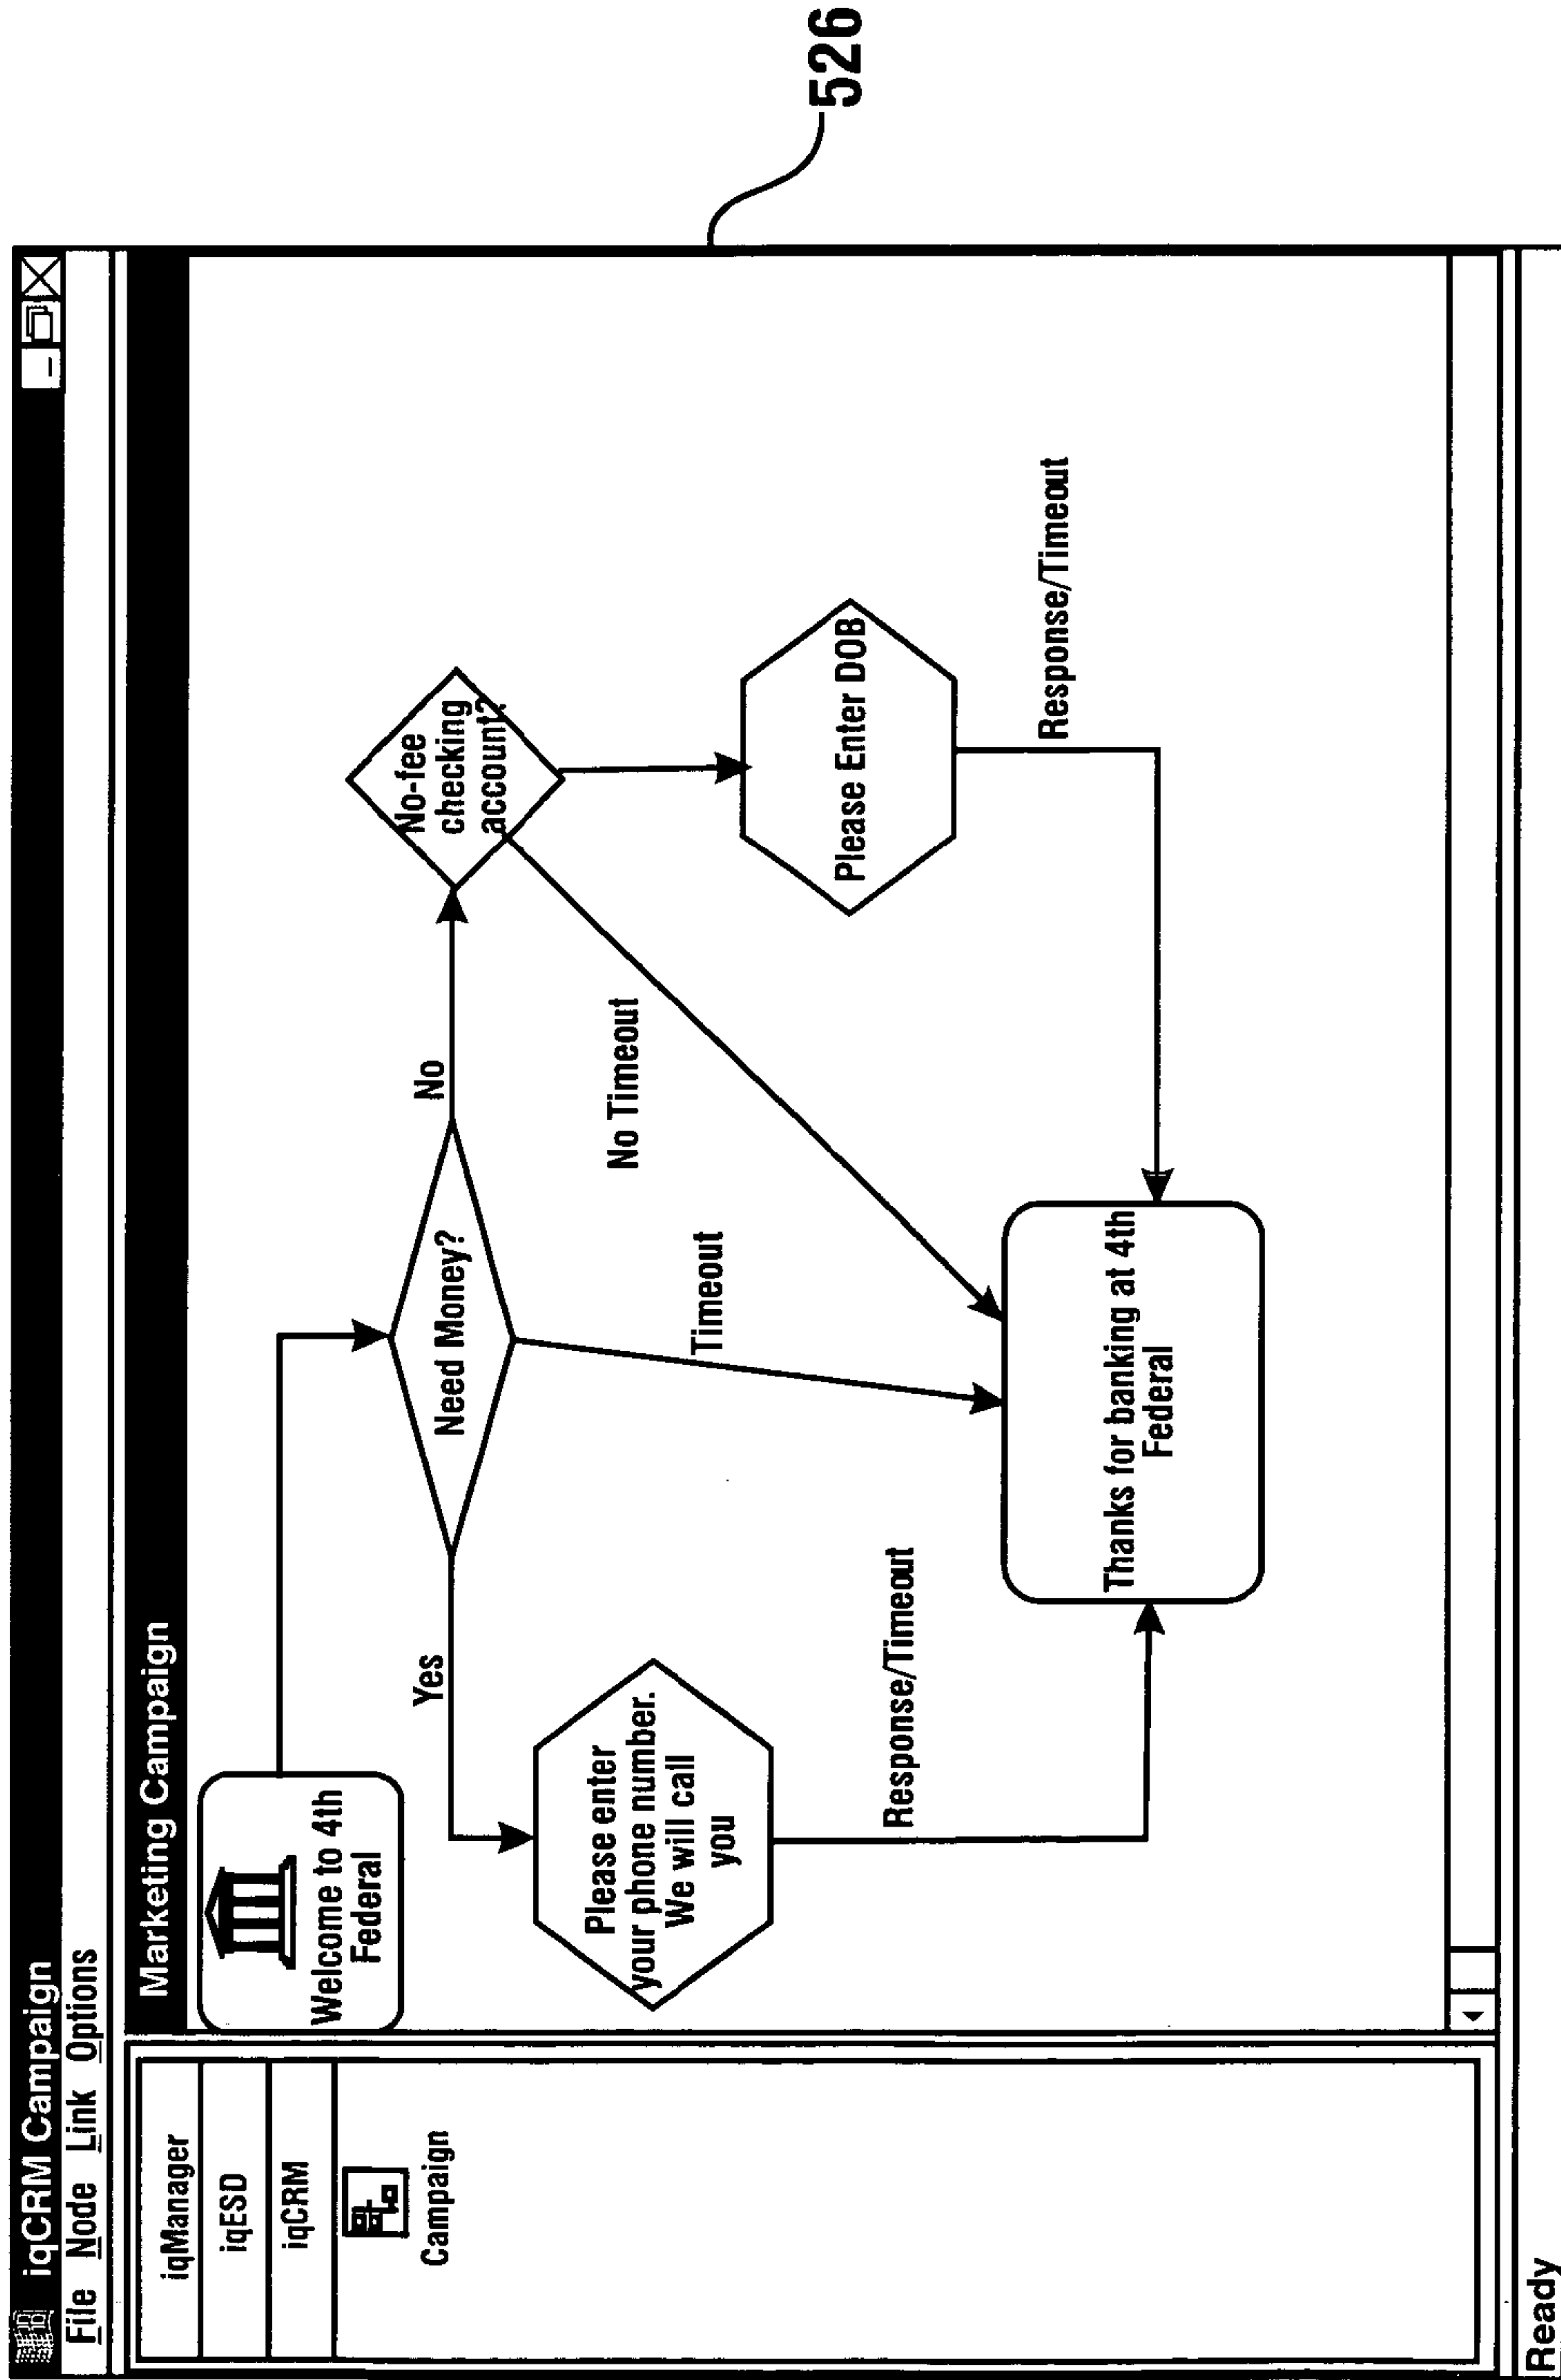 iqCRM Campaign
File Node Link Options
iqManager
iqESD
iqCRM
Campaign
Marketing Campaign
Welcome to 4th
Federal
Need Money?
Yes
No
No-fee
checking
account?
Please enter
your phone number.
We will call
you
No Timeout
Timeout
Please Enter DOB
Response/Timeout
Response/Timeout
Thanks for banking at 4th
Federal
Ready
526